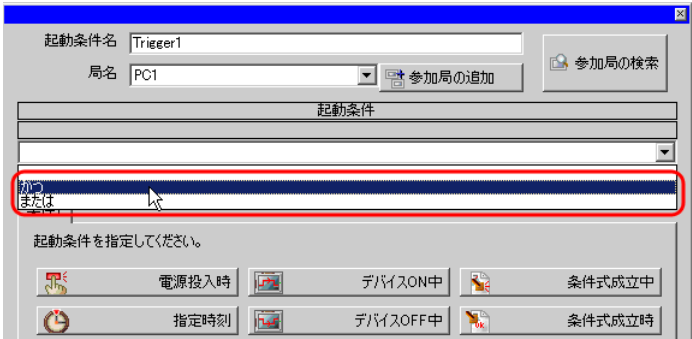 起動条件名 Trigger1
局名 PC1 参加局の追加 参加局の検索
起動条件
かつ
または
起動条件を指定してください。
電源投入時 デバイスON中 条件式成立中
指定時刻 デバイスOFF中 条件式成立時